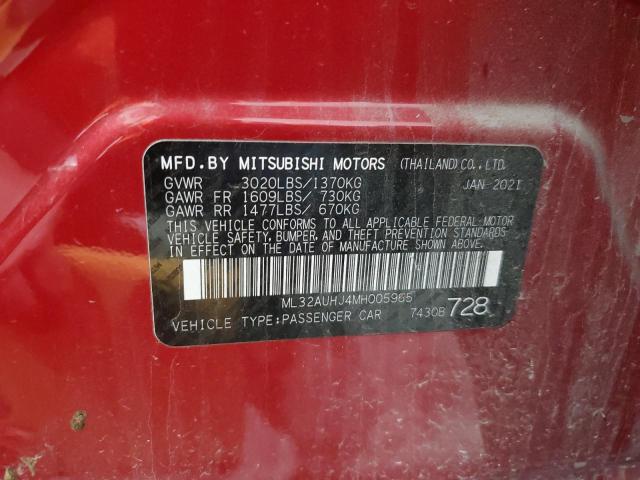 MFD.BY MITSUBISHI MOTORS (THAILAND)CO.,LTD.
GVWR 3020LBS/1370KG JAN 2021
GAWR FR 1609LBS/ 730KG
GAWR RR 1477LBS/ 670KG
THIS VEHICLE CONFORMS TO ALL APPLICABLE FEDERAL MOTOR
VEHICLE SAFETY, BUMPER, AND THEFT PREVENTION STANDARDS
IN EFFECT ON THE DATE OF MANUFACTURE SHOWN ABOVE.
ML32AUHJ4MH005965
VEHICLE TYPE:PASSENGER CAR 7430B 728